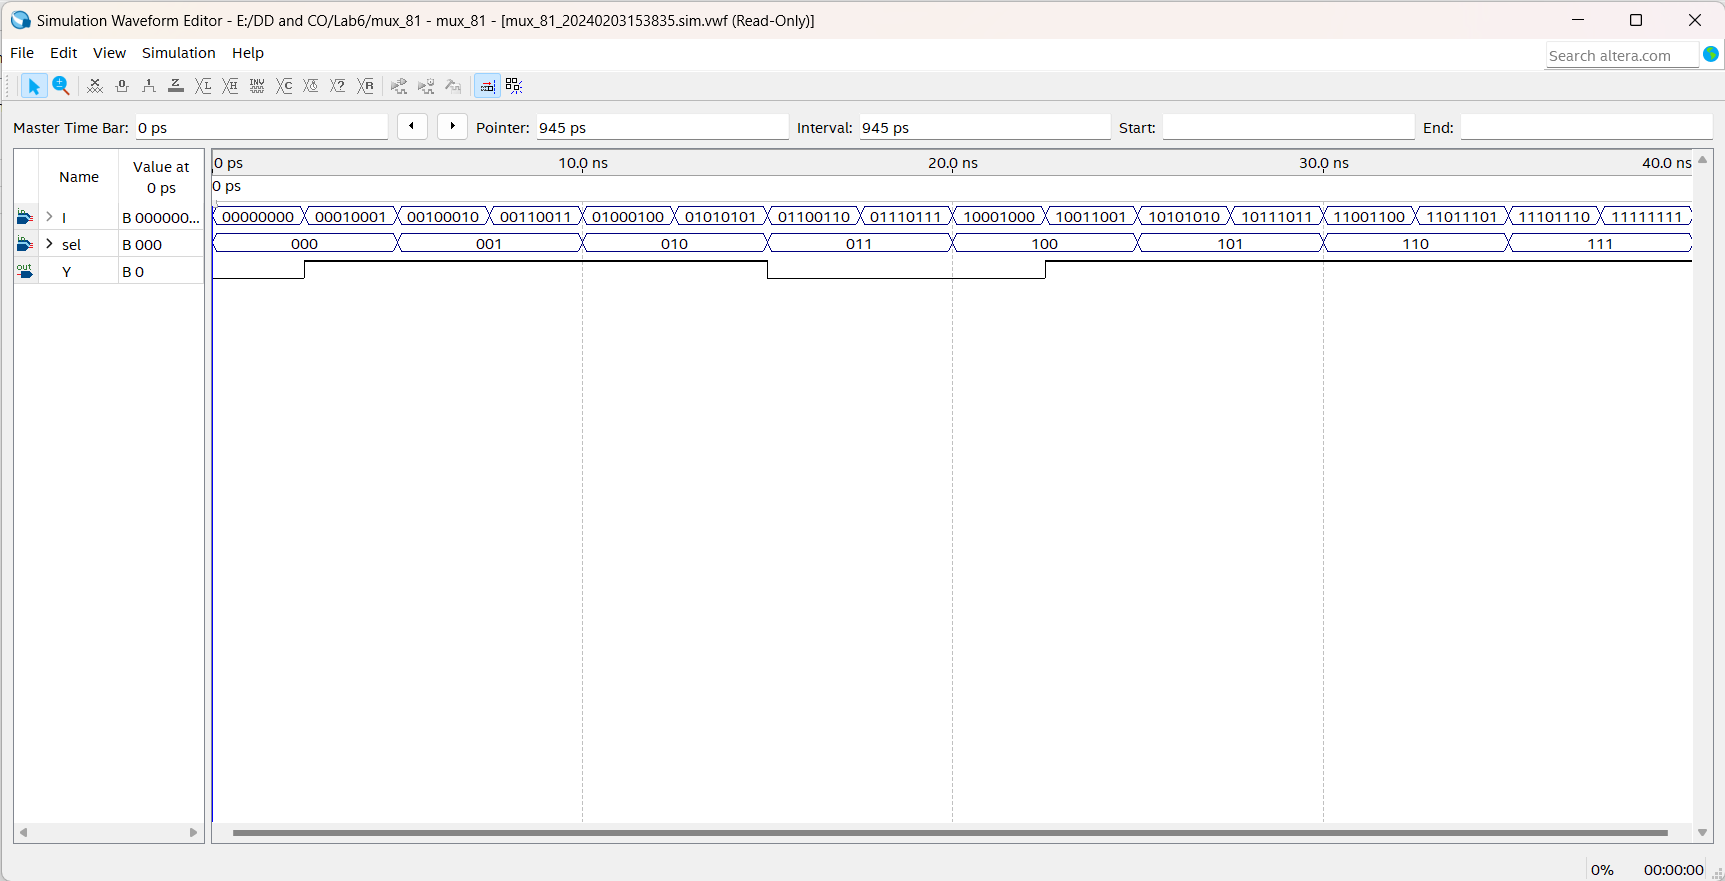 Simulation Waveform Editor - E:/DD and CO/Lab6/mux_81 - mux_81 - [mux_81_20240203153835.sim.vwf (Read-Only)]
File Edit View Simulation Help
Search altera.com
Master Time Bar: 0 ps Pointer: 945 ps Interval: 945 ps Start: End:
Name Value at 0 ps
0 ps 10.0 ns 20.0 ns 30.0 ns 40.0 ns
0 ps
in I B 000000... 00000000 00010001 00100010 00110011 01000100 01010101 01100110 01110111 10001000 10011001 10101010 10111011 11001100 11011101 11101110 11111111
in sel B 000 000 001 010 011 100 101 110 111
out Y B 0
0% 00:00:00